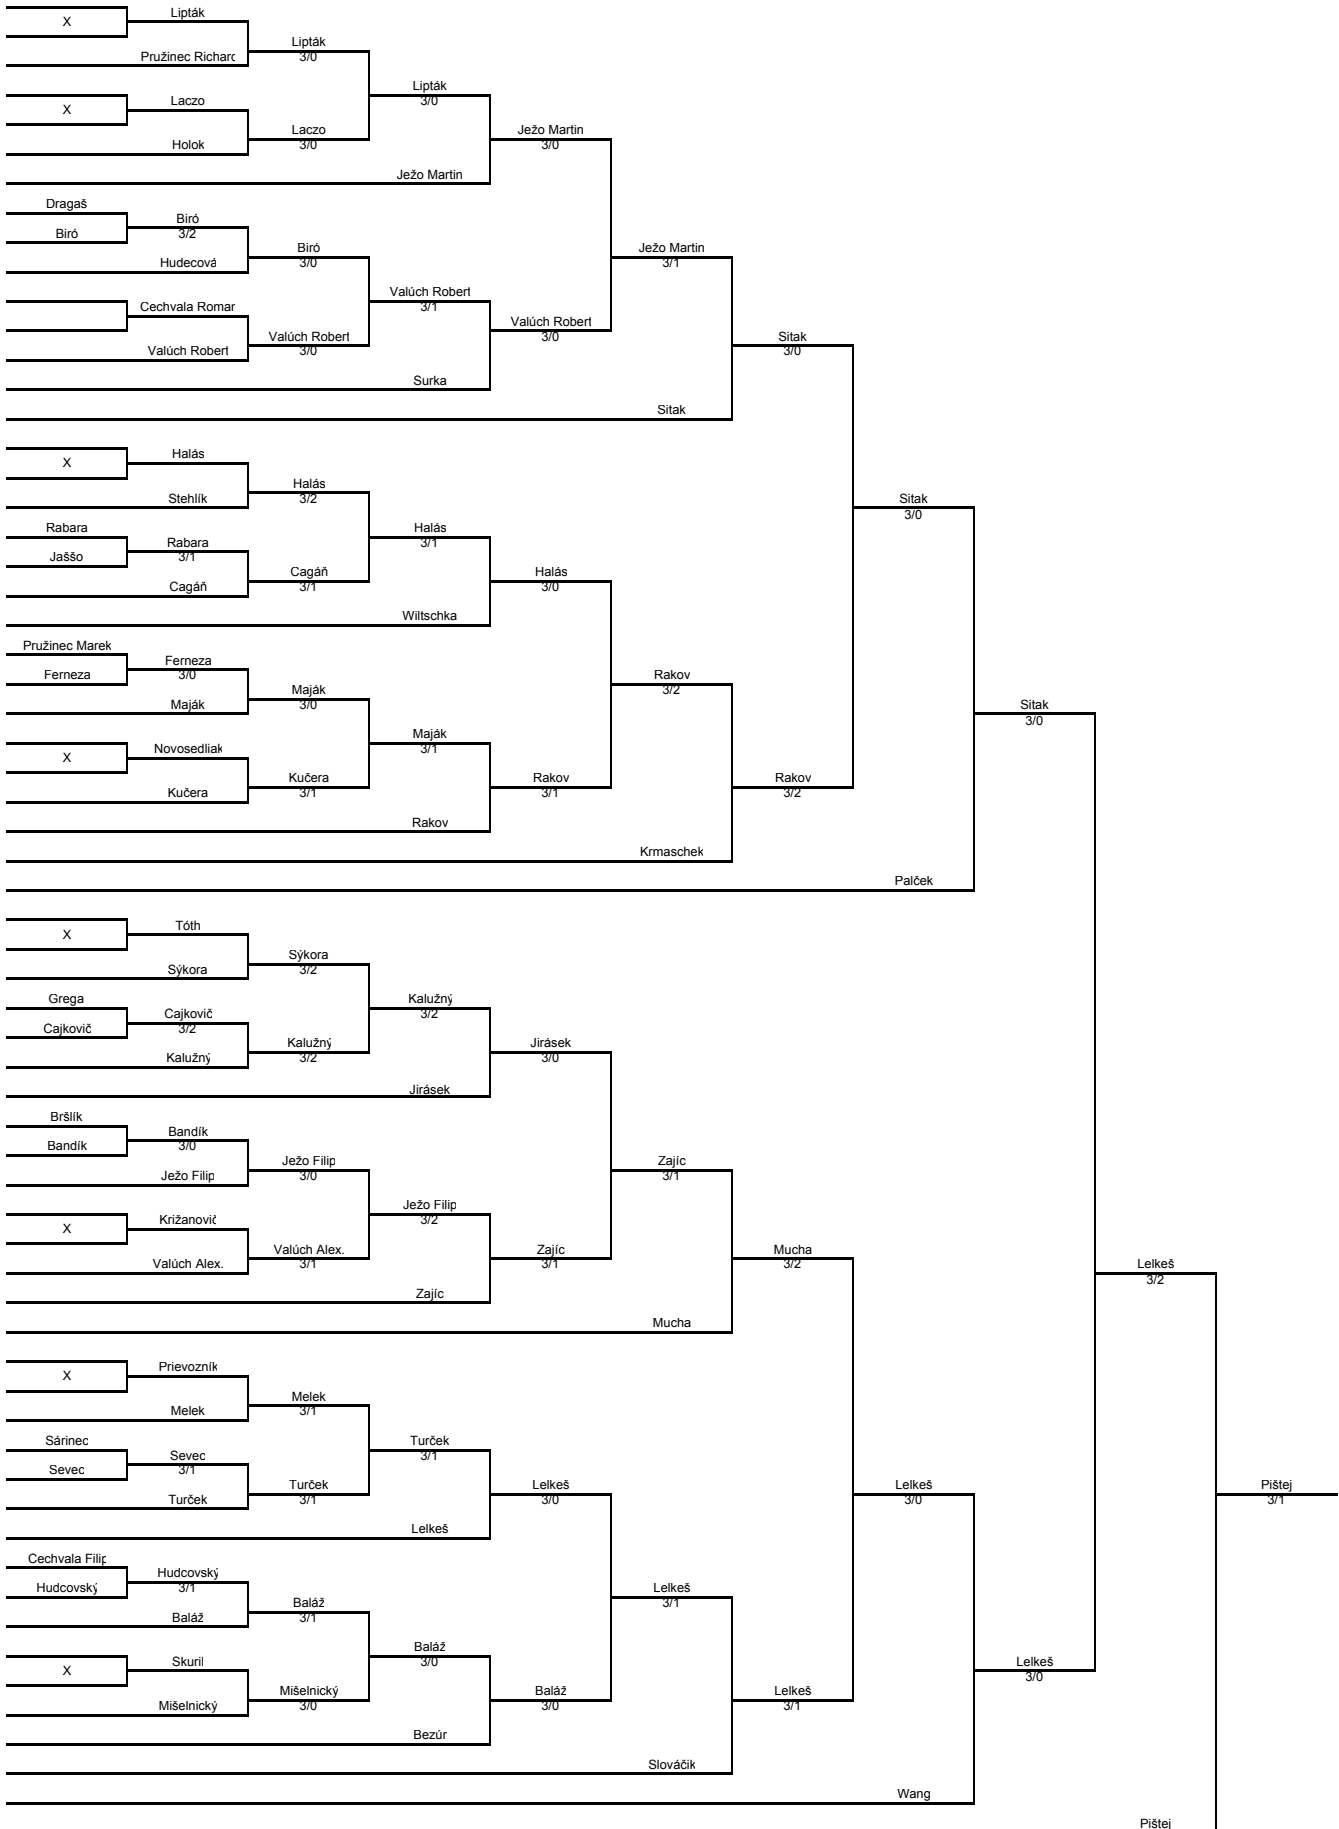 Lipták
X
Lipták
Pružinec Richard
3/0
Lipták
Laczo
3/0
X
Laczo
Ježo Martin
Holok
3/0
3/0
Ježo Martin
Dragaš
Biró
Biró
3/2
Biró
Ježo Martin
Hudecová
3/0
3/1
Valúch Robert
Cechvala Roman
3/1
Valúch Robert
Valúch Robert
Sitak
Valúch Robert
3/0
3/0
3/0
Surka
Sitak
Halás
X
Halás
Stehlík
3/2
Sitak
3/0
Rabara
Halás
Rabara
3/1
Jaššo
3/1
Cagáň
Halás
Cagáň
3/1
3/0
Wiltschka
Pružinec Marek
Ferneza
Ferneza
3/0
Rakov
3/2
Maják
Maják
3/0
Sitak
3/0
Maják
Novosedliak
3/1
X
Kučera
Rakov
Rakov
Kučera
3/1
3/1
3/2
Rakov
Krmaschek
Palček
Tóth
X
Sýkora
Sýkora
3/2
Grega
Kalužný
Cajkovič
3/2
Cajkovič
3/2
Kalužný
Jirásek
Kalužný
3/2
3/0
Jirásek
Bršlík
Bandík
Bandík
3/0
Ježo Filip
Zajíc
Ježo Filip
3/0
3/1
Ježo Filip
Križanovič
3/2
X
Valúch Alex.
Zajíc
Mucha
Valúch Alex.
3/1
3/1
3/2
Lelkeš
3/2
Zajíc
Mucha
Prievozník
X
Melek
Melek
3/1
Sárinec
Turček
Sevec
3/1
Sevec
3/1
Turček
Lelkeš
Lelkeš
Pištej
Turček
3/1
3/0
3/0
3/1
Lelkeš
Cechvala Filip
Hudcovský
Hudcovský
3/1
Lelkeš
Baláž
Baláž
3/1
3/1
Baláž
Skuril
3/0
X
Lelkeš
3/0
Mišelnický
Baláž
Lelkeš
Mišelnický
3/0
3/0
3/1
Bezúr
Slováčik
Wang
Pištej